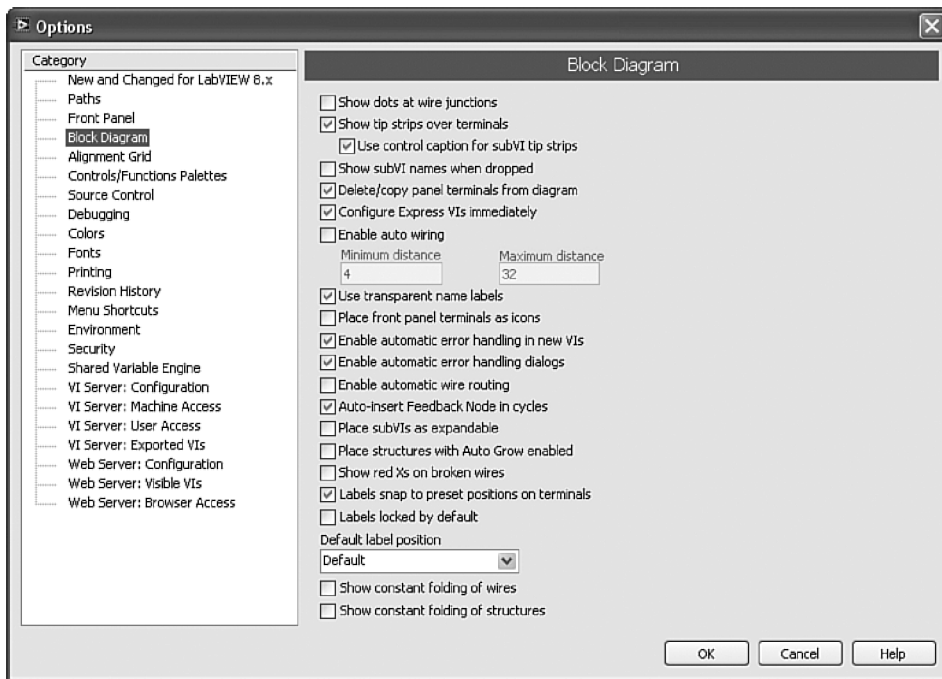 Options
Category
New and Changed for LabVIEW 8.x
Paths
Front Panel
Block Diagram
Alignment Grid
Controls/Functions Palettes
Source Control
Debugging
Colors
Fonts
Printing
Revision History
Menu Shortcuts
Environment
Security
Shared Variable Engine
VI Server: Configuration
VI Server: Machine Access
VI Server: User Access
VI Server: Exported VIs
Web Server: Configuration
Web Server: Visible VIs
Web Server: Browser Access
Block Diagram
Show dots at wire junctions
Show tip strips over terminals
Use control caption for subVI tip strips
Show subVI names when dropped
Delete/copy panel terminals from diagram
Configure Express VIs immediately
Enable auto wiring
Minimum distance Maximum distance
4 32
Use transparent name labels
Place front panel terminals as icons
Enable automatic error handling in new VIs
Enable automatic error handling dialogs
Enable automatic wire routing
Auto-insert Feedback Node in cycles
Place subVIs as expandable
Place structures with Auto Grow enabled
Show red Xs on broken wires
Labels snap to preset positions on terminals
Labels locked by default
Default label position
Default
Show constant folding of wires
Show constant folding of structures
OK Cancel Help